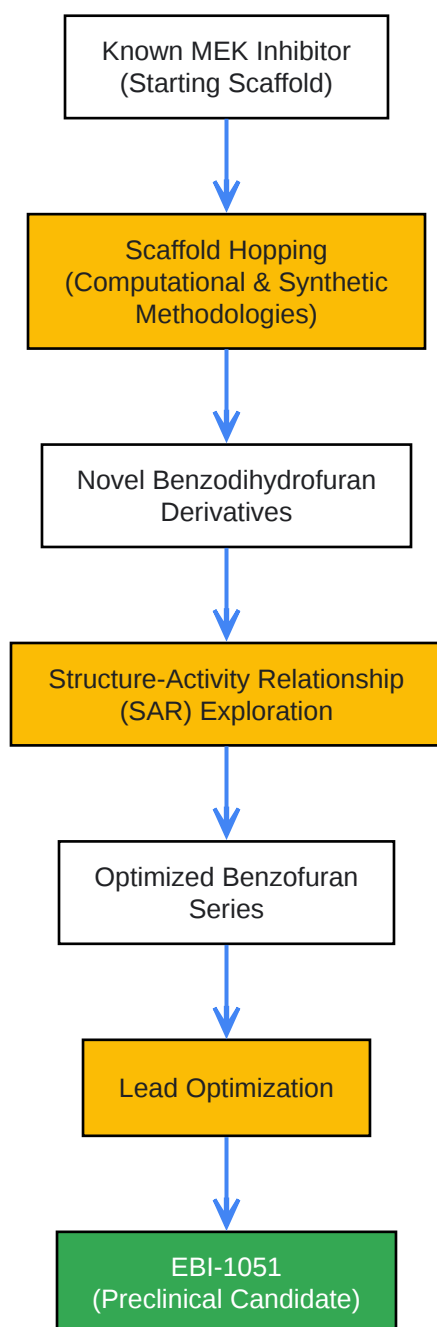 Known MEK Inhibitor
(Starting Scaffold)
Scaffold Hopping
(Computational & Synthetic
Methodologies)
Novel Benzodihydrofuran
Derivatives
Structure-Activity Relationship
(SAR) Exploration
Optimized Benzofuran
Series
Lead Optimization
EBI-1051
(Preclinical Candidate)